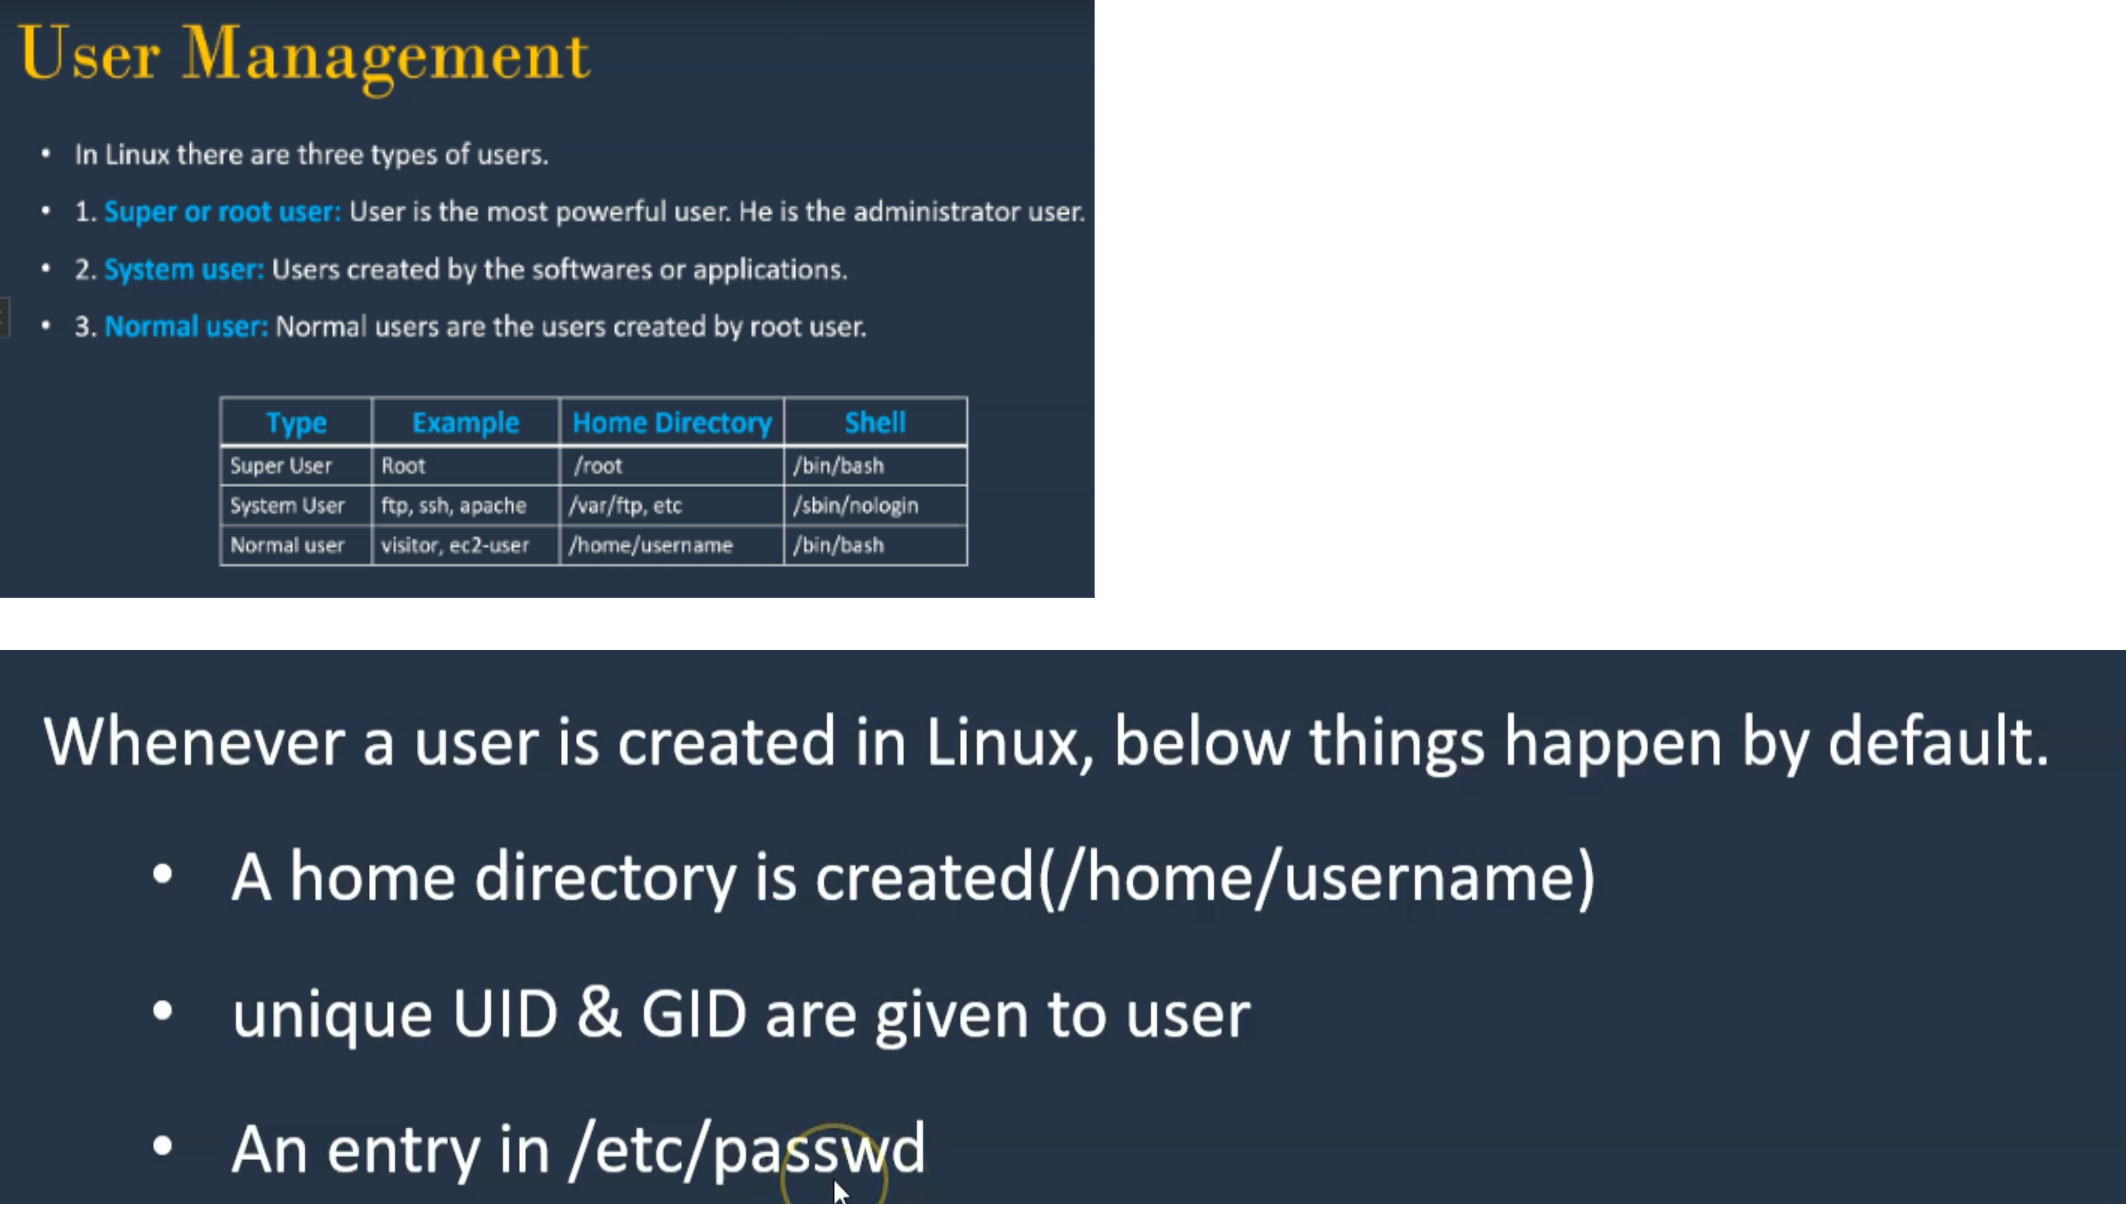 User Management
• In Linux there are three types of users.
• 1. Super or root user: User is the most powerful user. He is the administrator user.
• 2. System user: Users created by the softwares or applications.
• 3. Normal user: Normal users are the users created by root user.
Type Example Home Directory Shell
Super User Root /root /bin/bash
System User ftp, ssh, apache /var/ftp, etc /sbin/nologin
Normal user visitor, ec2-user /home/username /bin/bash
Whenever a user is created in Linux, below things happen by default.
• A home directory is created(/home/username)
• unique UID & GID are given to user
• An entry in /etc/passwd